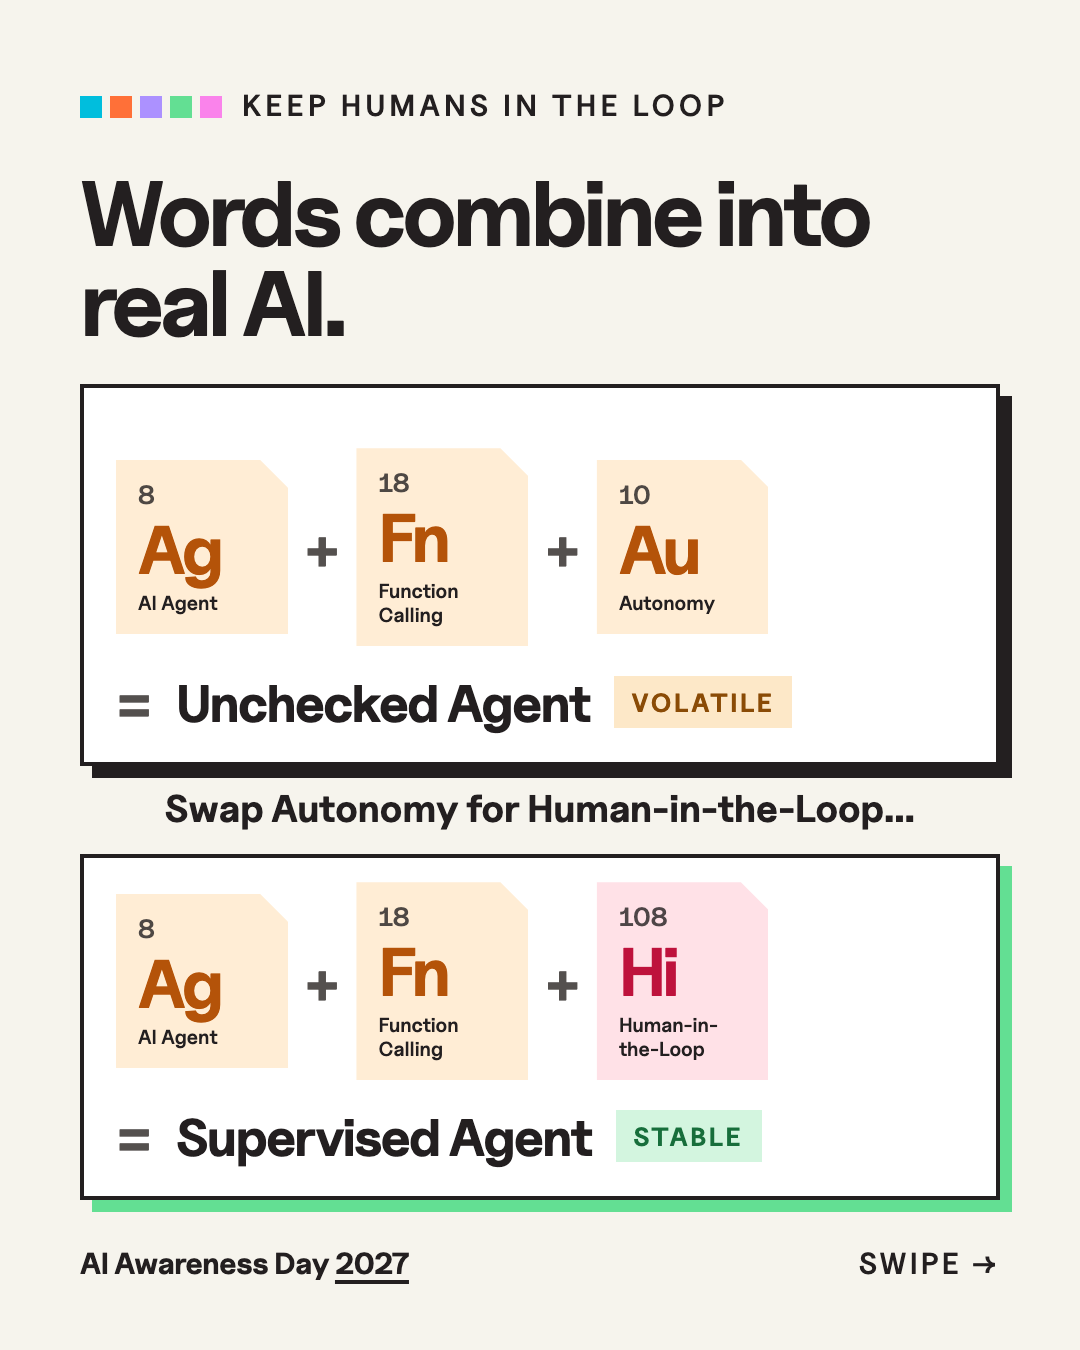 KEEP HUMANS IN THE LOOP
Words combine into
real AI.
8
Ag
AI Agent
+
18
Fn
Function
Calling
+
10
Au
Autonomy
= Unchecked Agent VOLATILE
Swap Autonomy for Human-in-the-Loop...
8
Ag
AI Agent
+
18
Fn
Function
Calling
+
108
Hi
Human-in-
the-Loop
= Supervised Agent STABLE
AI Awareness Day 2027
SWIPE →